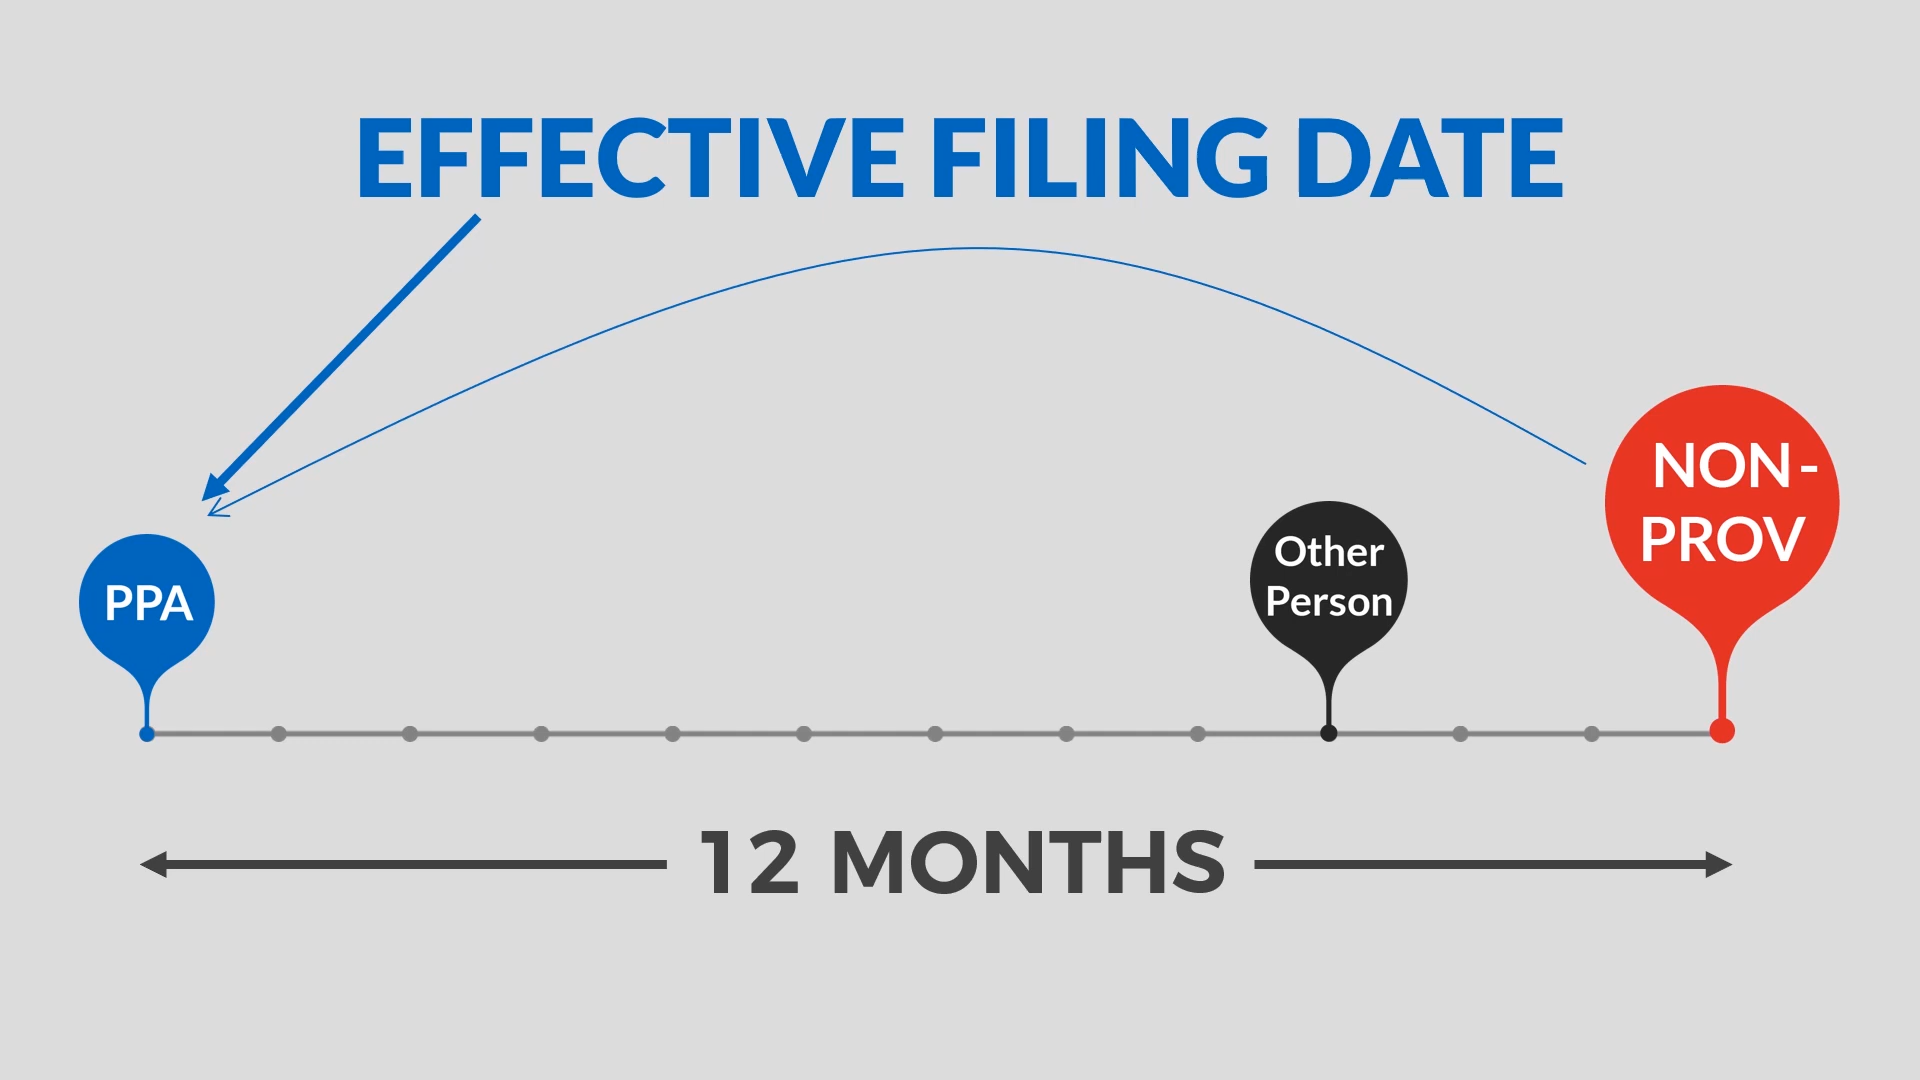 EFFECTIVE FILING DATE
NON-
PROV
Other
Person
PPA
12 MONTHS